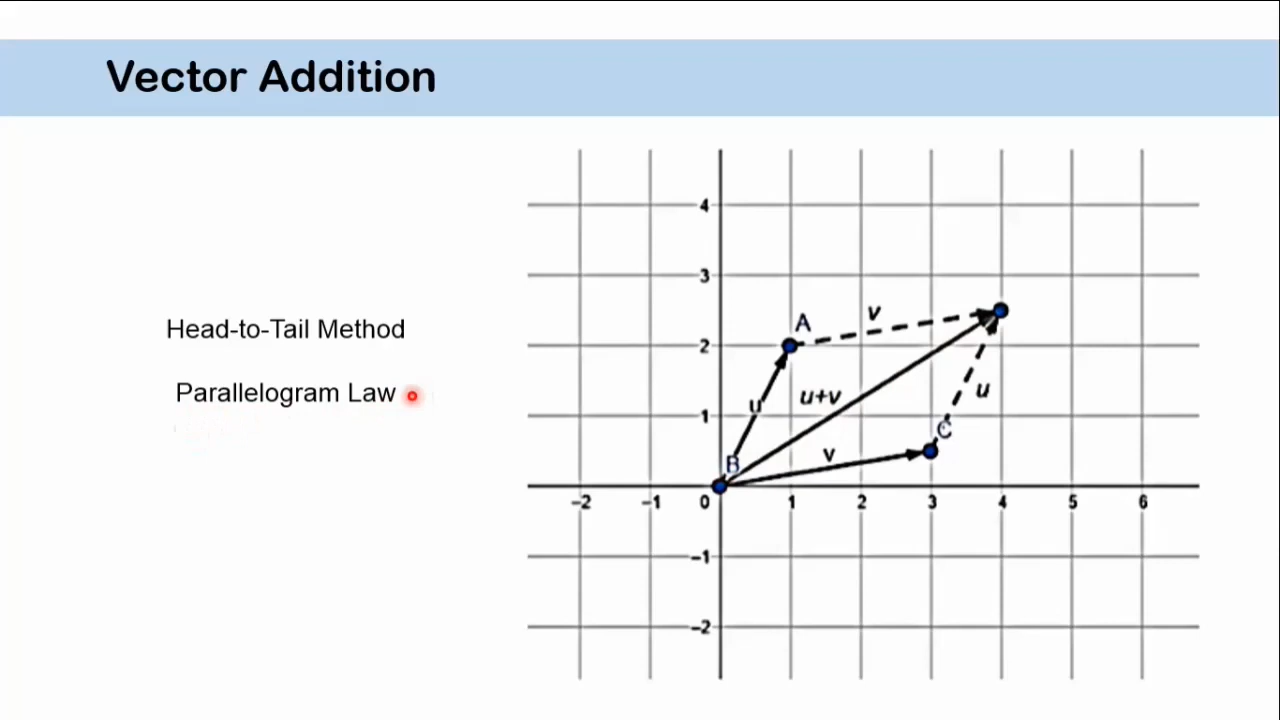 Vector Addition
Head-to-Tail Method
Parallelogram Law
4
3
2
1
-1
-2
-2 -1 0 1 2 3 4 5 6
A
v
u
u+v
u
C
B
v